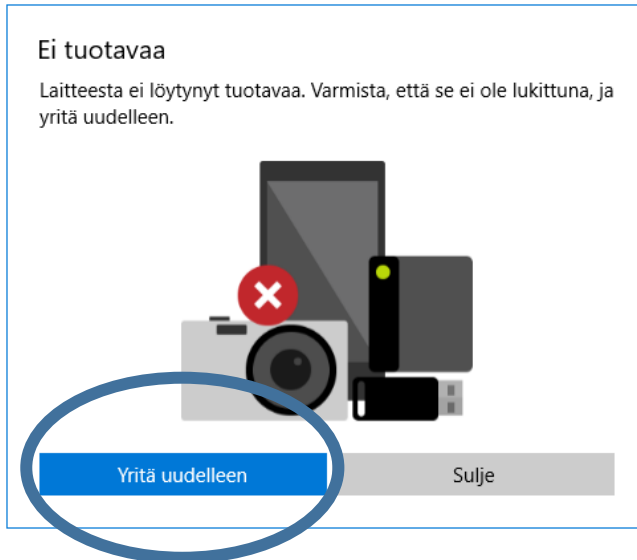 Ei tuotavaa
Laitteesta ei löytynyt tuotavaa. Varmista, että se ei ole lukittuna, ja
yritä uudelleen.
Yritä uudelleen
Sulje